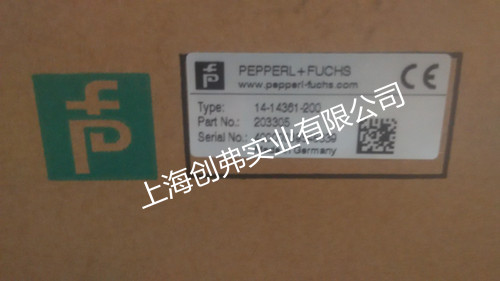 PEPPERL+FUCHS
www.pepperl-fuchs.com
Type: 14-14361-200
Part No.: 203305
Serial No.:
Germany
上海创弗实业有限公司